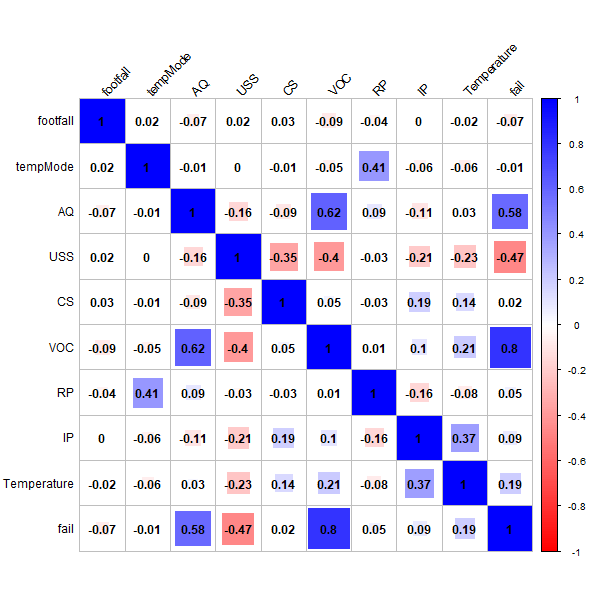 footfall tempMode AQ USS CS VOC RP IP Temperature fail
footfall 1 0.02 -0.07 0.02 0.03 -0.09 -0.04 0 -0.02 -0.07
tempMode 0.02 1 -0.01 0 -0.01 -0.05 0.41 -0.06 -0.06 -0.01
AQ -0.07 -0.01 1 -0.16 -0.09 0.62 0.09 -0.11 0.03 0.58
USS 0.02 0 -0.16 1 -0.35 -0.4 -0.03 -0.21 -0.23 -0.47
CS 0.03 -0.01 -0.09 -0.35 1 0.05 -0.03 0.19 0.14 0.02
VOC -0.09 -0.05 0.62 -0.4 0.05 1 0.01 0.1 0.21 0.8
RP -0.04 0.41 0.09 -0.03 -0.03 0.01 1 -0.16 -0.08 0.05
IP 0 -0.06 -0.11 -0.21 0.19 0.1 -0.16 1 0.37 0.09
Temperature -0.02 -0.06 0.03 -0.23 0.14 0.21 -0.08 0.37 1 0.19
fail -0.07 -0.01 0.58 -0.47 0.02 0.8 0.05 0.09 0.19 1
1
0.8
0.6
0.4
0.2
0
-0.2
-0.4
-0.6
-0.8
-1